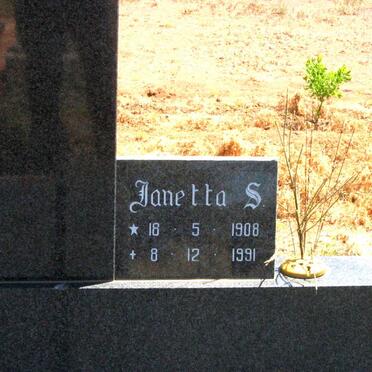 Janetta S
★ 18 · 5 · 1908
+ 8 · 12 · 1991